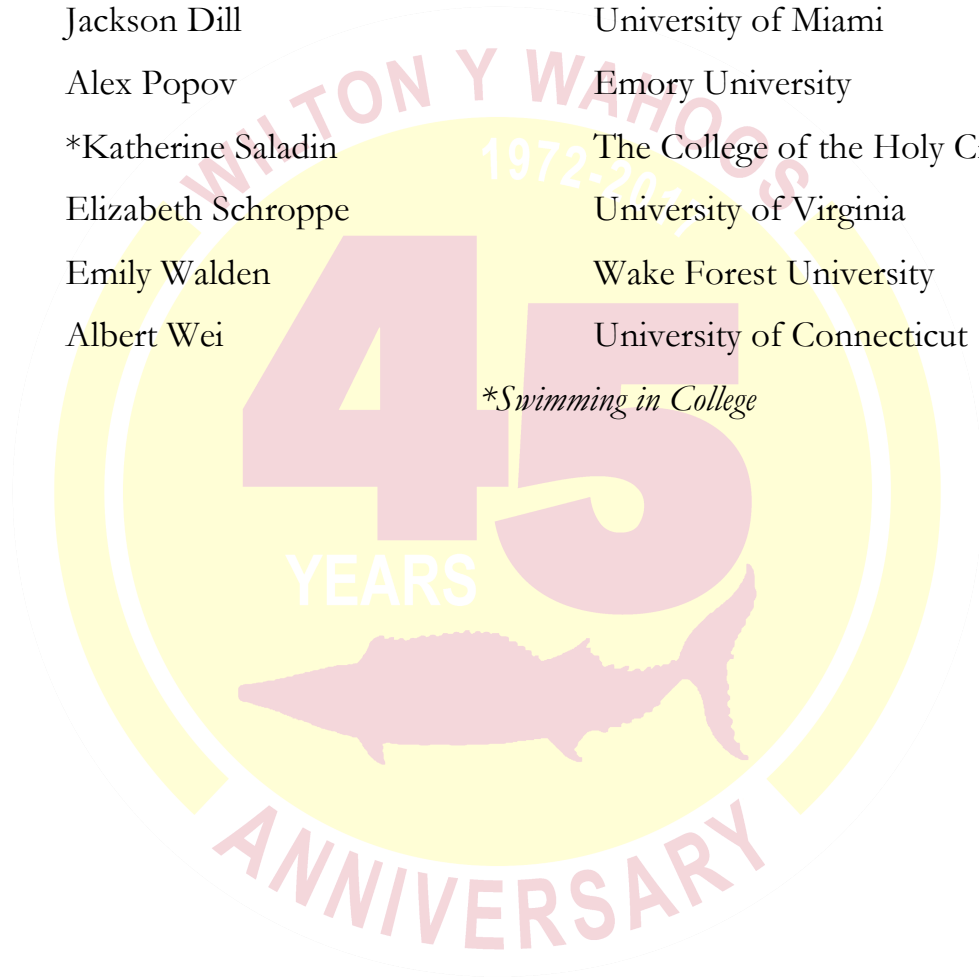 Jackson Dill University of Miami
Alex Popov Emory University
*Katherine Saladin The College of the Holy
Elizabeth Schroppe University of Virginia
Emily Walden Wake Forest University
Albert Wei University of Connecticut
*Swimming in College
WILTON Y WAHOOS
1972-2017
45
YEARS
ANNIVERSARY